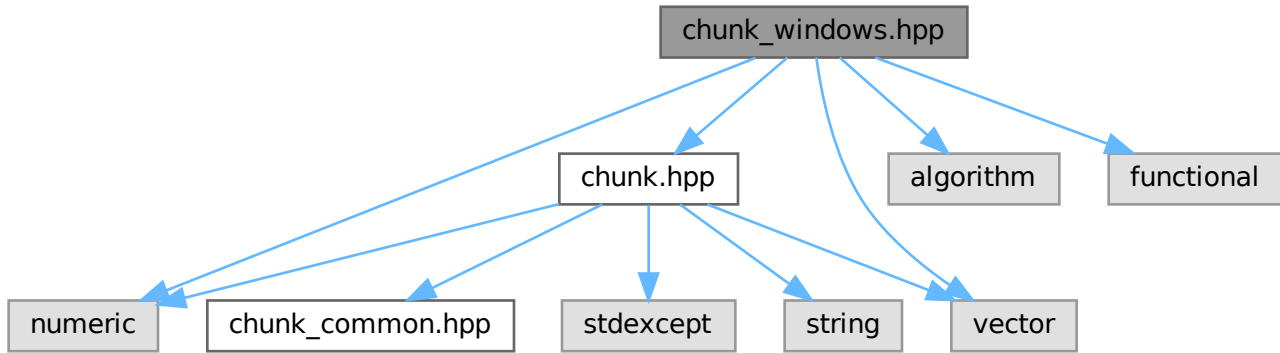 chunk_windows.hpp
chunk.hpp
algorithm
functional
numeric
chunk_common.hpp
stdexcept
string
vector